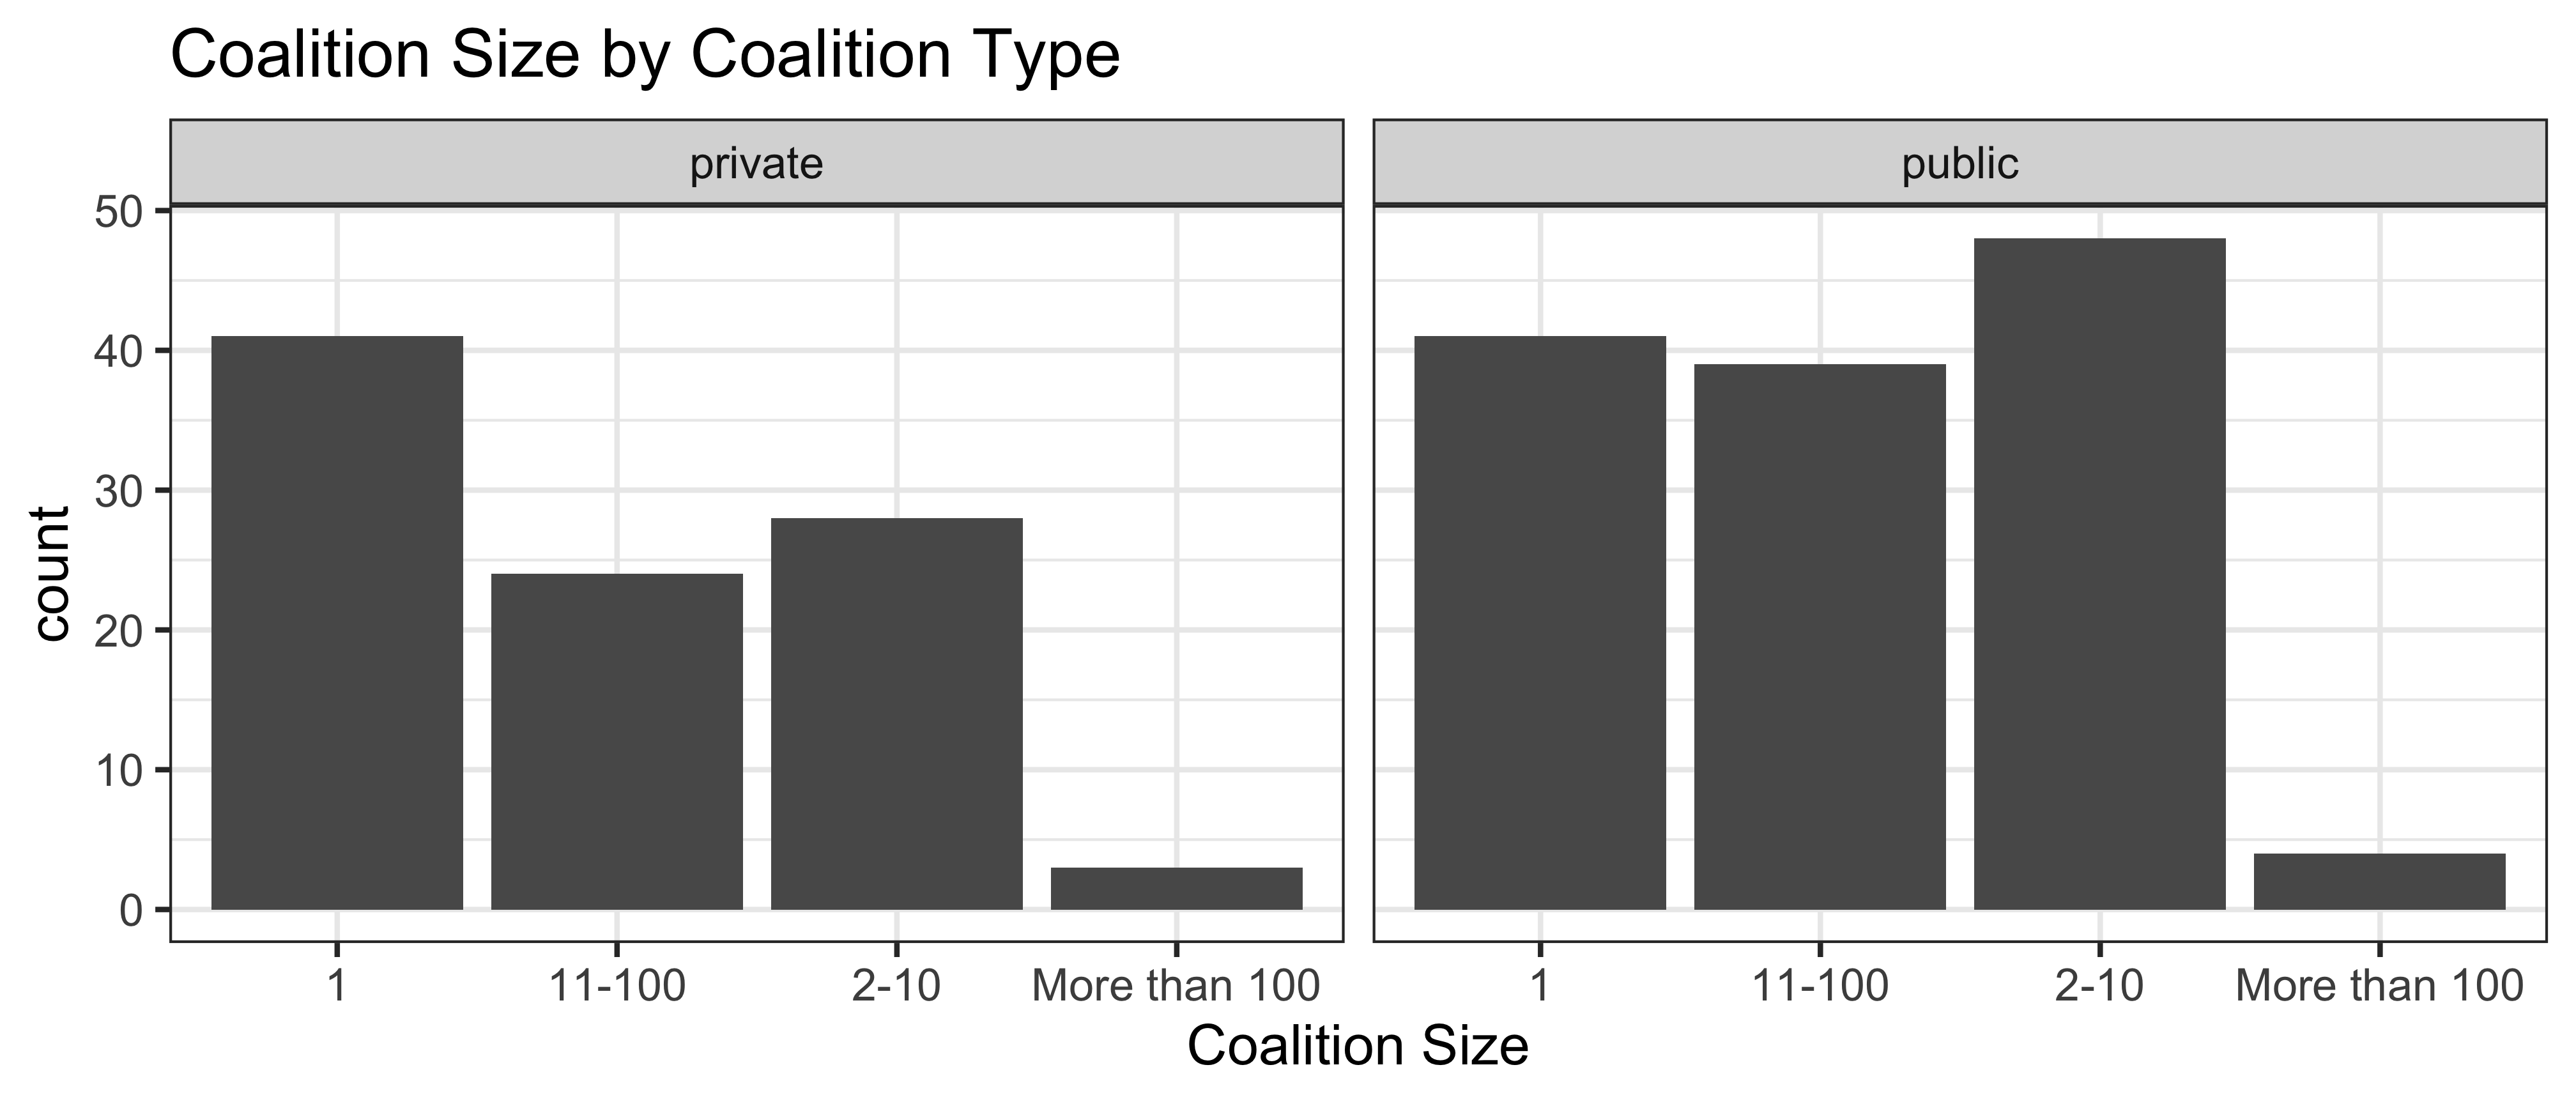 Coalition Size by Coalition Type
private
public
50
40
30
20
10
0
count
1 11-100 2-10 More than 100
1 11-100 2-10 More than 100
Coalition Size